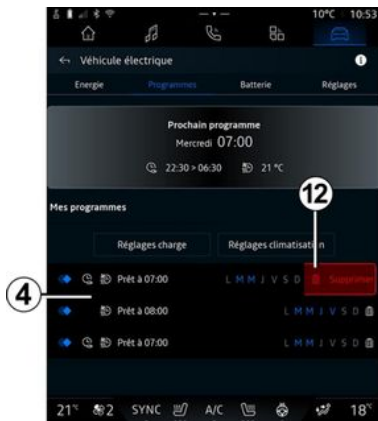 10°C 10:53
Véhicule électrique
Energie Programmes Batterie Réglages
Prochain programme
Mercredi 07:00
22:30 > 06:30 21 °C
12
Mes programmes
Réglages charge Réglages climatisation
4
Prêt à 07:00 L M M J V S D Supprimer
Prêt à 08:00 L M M J V S D
Prêt à 07:00 L M M J V S D
21°C 2 SYNC A/C 18°